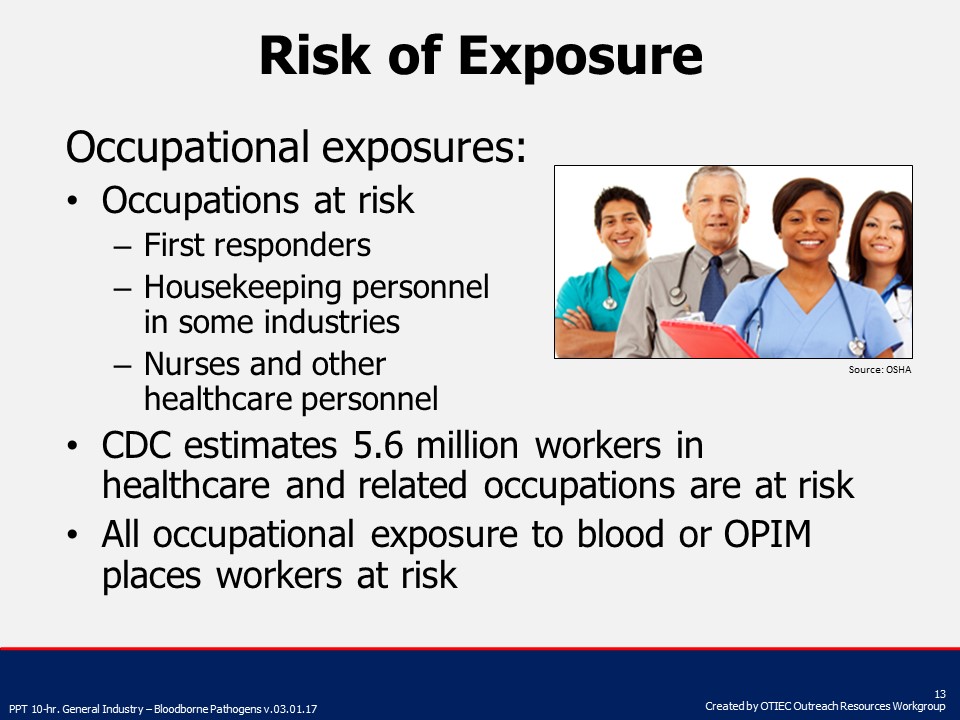 Risk of Exposure
Occupational exposures:
• Occupations at risk
– First responders
– Housekeeping personnel
in some industries
– Nurses and other
healthcare personnel
Source: OSHA
• CDC estimates 5.6 million workers in
healthcare and related occupations are at risk
• All occupational exposure to blood or OPIM
places workers at risk
13
PPT 10-hr. General Industry – Bloodborne Pathogens v.03.01.17
Created by OTIEC Outreach Resources Workgroup